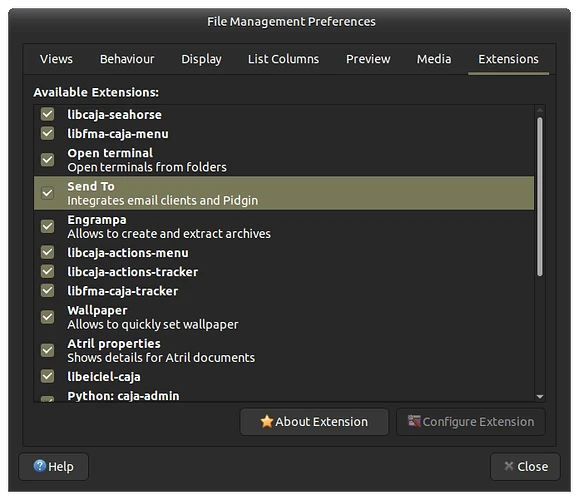 File Management Preferences
Views Behaviour Display List Columns Preview Media Extensions
Available Extensions:
libcaja-seahorse
libfma-caja-menu
Open terminal
Open terminals from folders
Send To
Integrates email clients and Pidgin
Engrampa
Allows to create and extract archives
libcaja-actions-menu
libcaja-actions-tracker
libfma-caja-tracker
Wallpaper
Allows to quickly set wallpaper
Atril properties
Shows details for Atril documents
libeiciel-caja
Python: caja-admin
About Extension Configure Extension
Help Close